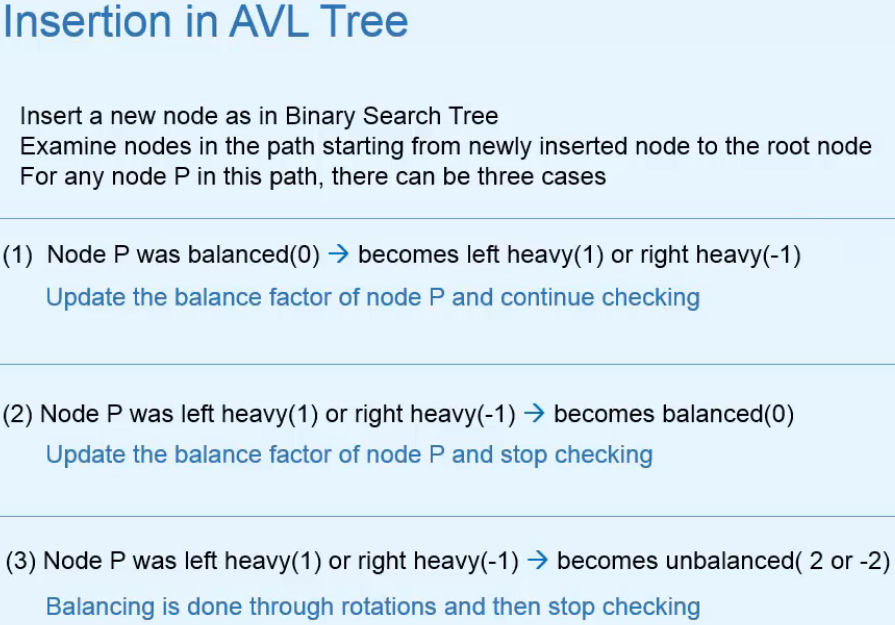 Insertion in AVL Tree
Insert a new node as in Binary Search Tree
Examine nodes in the path starting from newly inserted node to the root node
For any node P in this path, there can be three cases
(1) Node P was balanced(0) → becomes left heavy(1) or right heavy(-1)
Update the balance factor of node P and continue checking
(2) Node P was left heavy(1) or right heavy(-1) → becomes balanced(0)
Update the balance factor of node P and stop checking
(3) Node P was left heavy(1) or right heavy(-1) → becomes unbalanced( 2 or -2)
Balancing is done through rotations and then stop checking